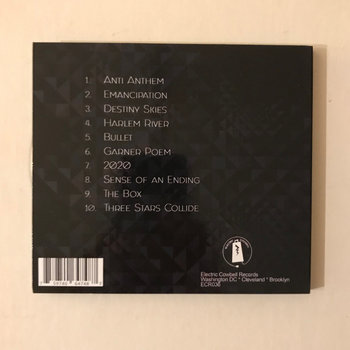 1. Anti Anthem
2. Emancipation
3. Destiny Skies
4. Harlem River
5. Bullet
6. Garner Poem
7. 2020
8. Sense of an Ending
9. The Box
10. Three Stars Collide
Electric Cowbell Records
Washington DC * Cleveland * Brooklyn
ECR036